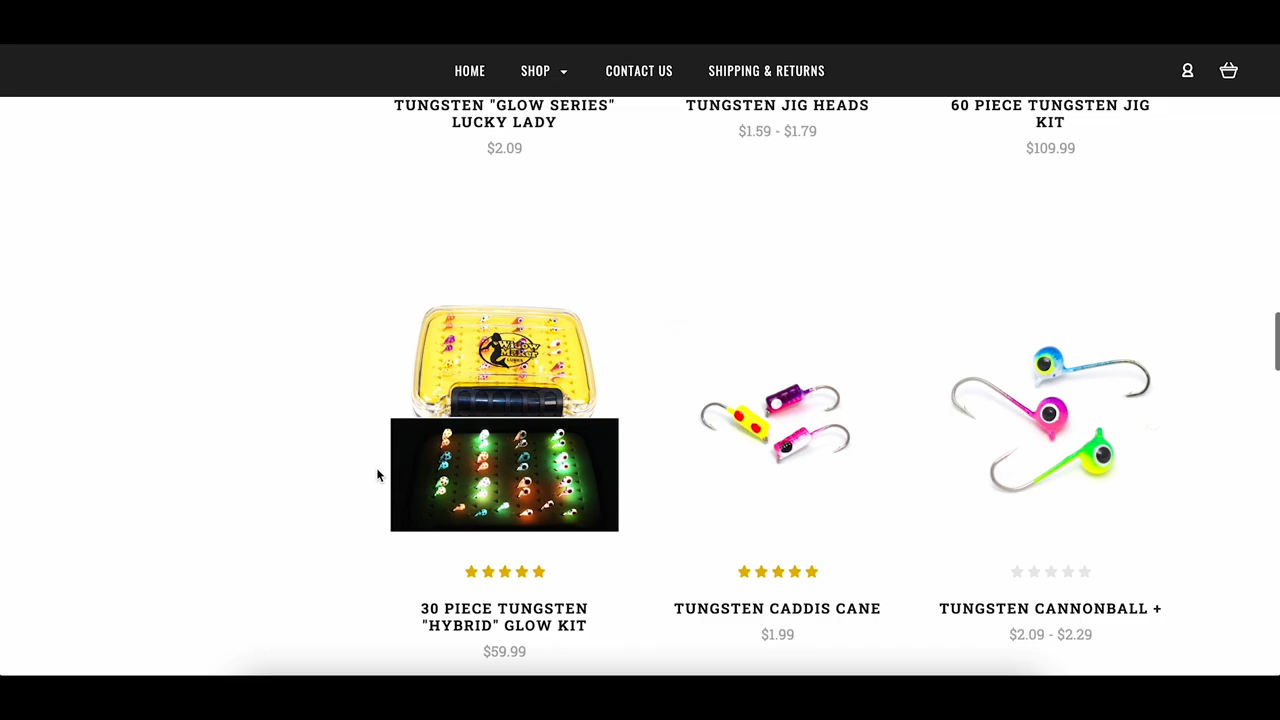 HOME SHOP CONTACT US SHIPPING & RETURNS
TUNGSTEN "GLOW SERIES"
LUCKY LADY
$2.09
TUNGSTEN JIG HEADS
$1.59 - $1.79
60 PIECE TUNGSTEN JIG
KIT
$109.99
Widow
Maker
LURES
30 PIECE TUNGSTEN
"HYBRID" GLOW KIT
$59.99
TUNGSTEN CADDIS CANE
$1.99
TUNGSTEN CANNONBALL +
$2.09 - $2.29